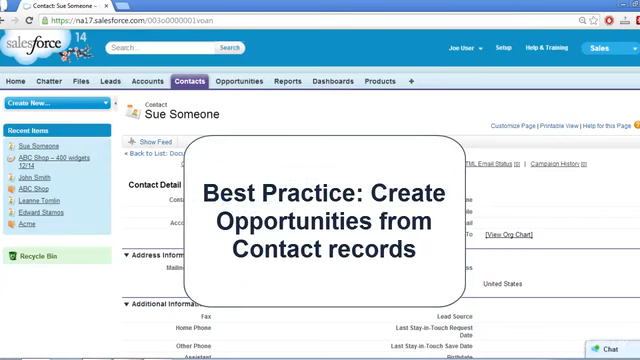 Contact: Sue Someone ~
https://na17.salesforce.com/003o0000001voan
salesforce 14
Search...
Search
Joe User
Setup
Help & Training
Sales
Home Chatter Files Leads Accounts Contacts Opportunities Reports Dashboards Products +
Create New...
Recent Items
Sue Someone
ABC Shop - 400 widgets
12/14
John Smith
ABC Shop
Leanne Tomlin
Edward Stamos
Acme
Recycle Bin
Contact
Sue Someone
Customize Page | Printable View | Help for this Page
Show Feed
« Back to List:
HTML Email Status [0] | Campaign History [0]
Contact Detail
[View Org Chart]
Best Practice: Create
Opportunities from
Contact records
Address
United States
Additional
Fax
Lead Source
Home Phone
Last Stay-in-Touch Request
Date
Other Phone
Last Stay-in-Touch Save Date
Assistant
Birthdate
Chat